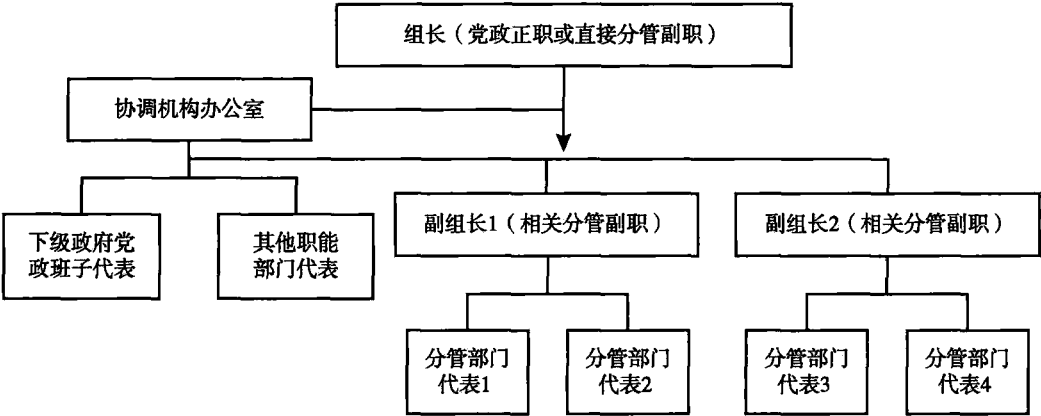 组长（党政正职或直接分管副职）
协调机构办公室
下级政府党
政班子代表
其他职能
部门代表
副组长1（相关分管副职）
副组长2（相关分管副职）
分管部门
代表1
分管部门
代表2
分管部门
代表3
分管部门
代表4